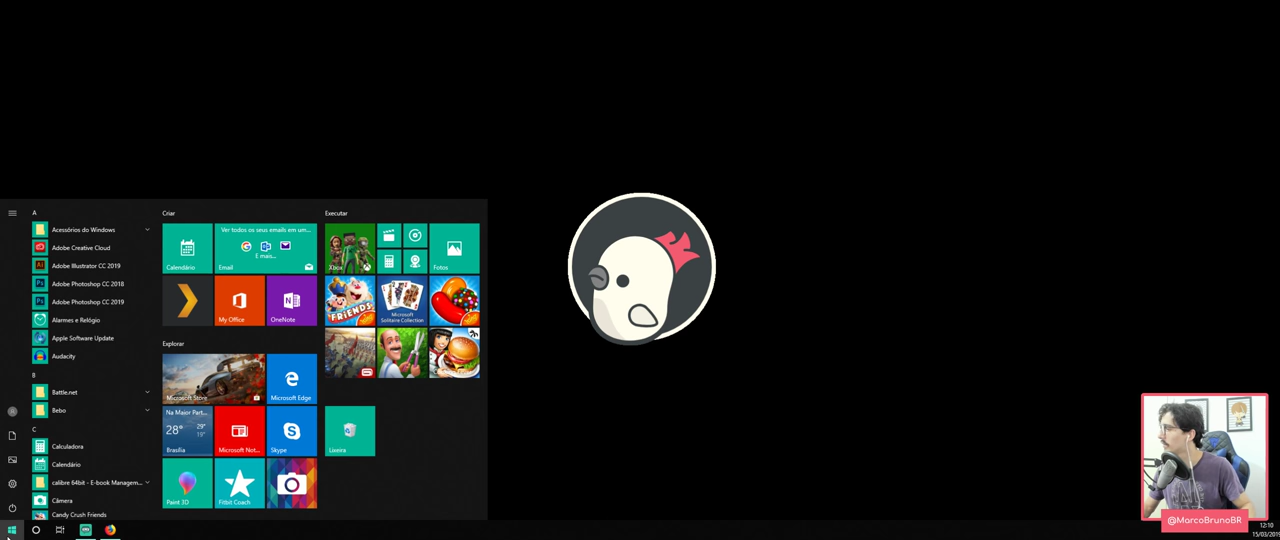 A
Acessórios do Windows
Adobe Creative Cloud
Adobe Illustrator CC 2019
Adobe Photoshop CC 2018
Adobe Photoshop CC 2019
Alarmes e Relógio
Apple Software Update
Audacity
B
Battle.net
Bebo
C
Calculadora
Calendário
calibre 64bit - E-book Managem...
Câmera
Candy Crush Friends
Criar
Calendário
Ver todos os seus emails em um...
E mais...
Email
My Office
OneNote
Explorar
Microsoft Store
Microsoft Edge
Na Maior Part...
28°
29°
19°
Brasília
Microsoft Not...
Skype
Paint 3D
Fitbit Coach
Executar
Xbox
Fotos
FRIENDS
Microsoft
Solitaire Collection
Lixeira
@MarcoBrunoBR
12:10
15/03/201